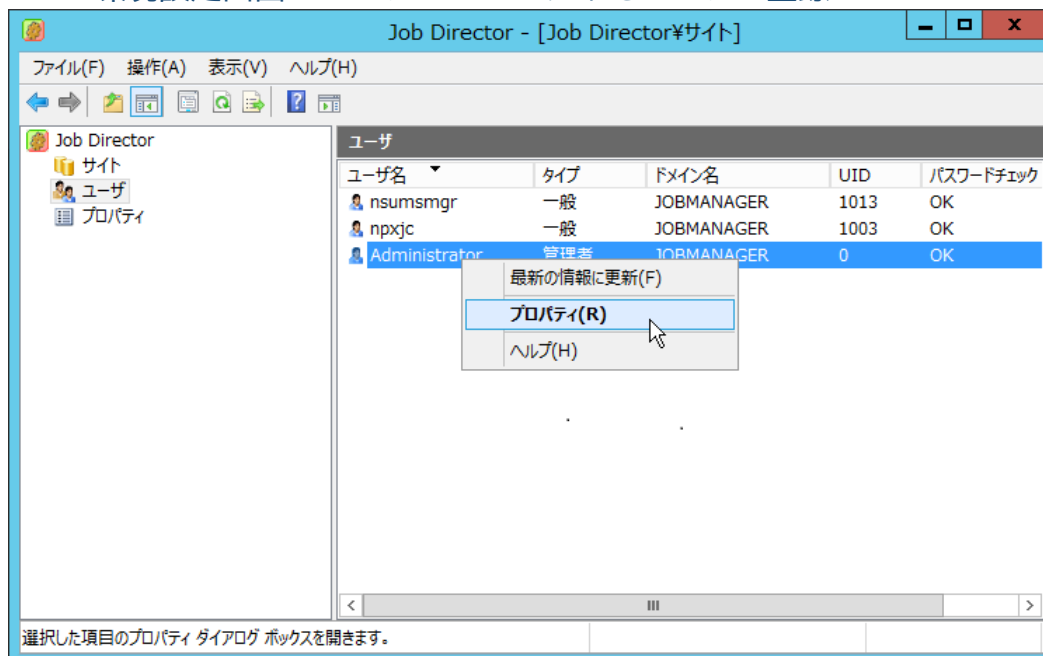 Job Director - [Job Director¥サイト]
ファイル(F) 操作(A) 表示(V) ヘルプ(H)
Job Director
サイト
ユーザ
プロパティ
ユーザ
ユーザ名 タイプ ドメイン名 UID パスワードチェック
nsumsmgr 一般 JOBMANAGER 1013 OK
npxjc 一般 JOBMANAGER 1003 OK
Administrator 管理者 JOBMANAGER 0 OK
最新の情報に更新(F)
プロパティ(R)
ヘルプ(H)
選択した項目のプロパティ ダイアログ ボックスを開きます。